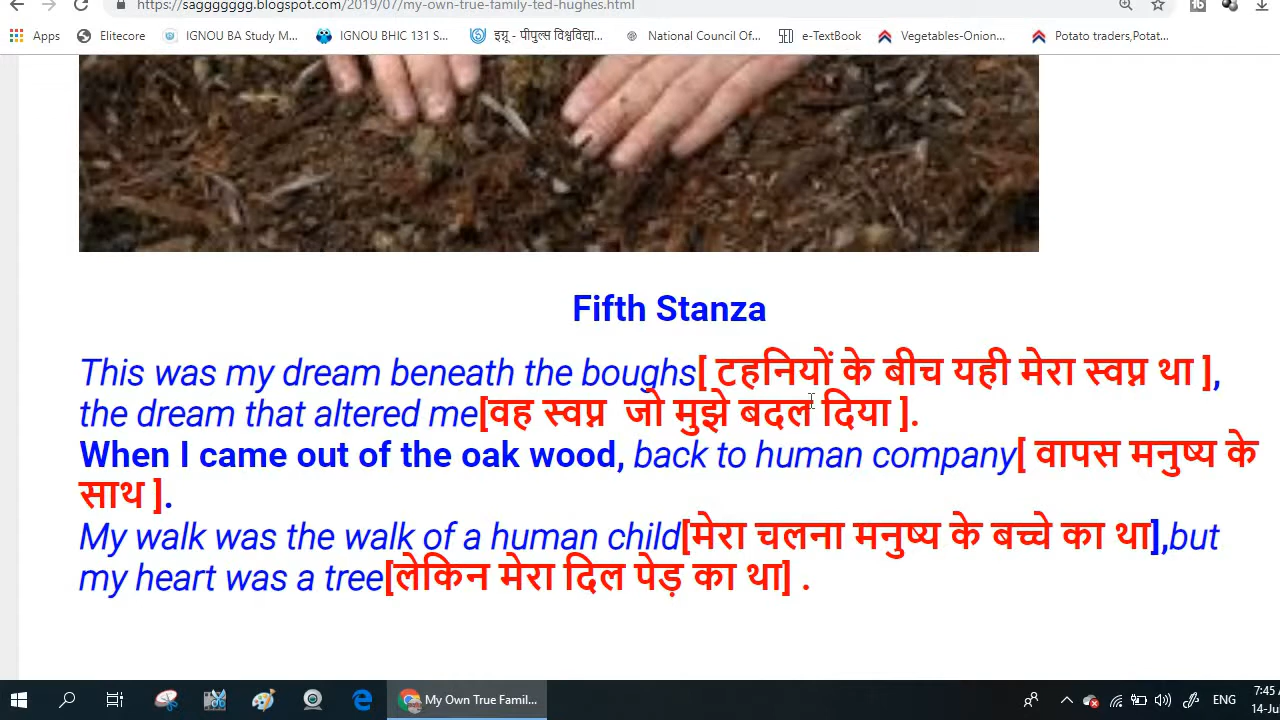 https://saggggggg.blogspot.com/2019/07/my-own-true-family-ted-hughes.html
Apps Elitecore IGNOU BA Study M... IGNOU BHIC 131 S... इग्नू - पीपुल्स विश्वविद्या... National Council Of... e-TextBook Vegetables-Onion... Potato traders,Potat...
Fifth Stanza
This was my dream beneath the boughs[ टहनियों के बीच यही मेरा स्वप्न था ],
the dream that altered me[वह स्वप्न जो मुझे बदल दिया ].
When I came out of the oak wood, back to human company[ वापस मनुष्य के
साथ ].
My walk was the walk of a human child[मेरा चलना मनुष्य के बच्चे का था],but
my heart was a tree[लेकिन मेरा दिल पेड़ का था] .
My Own True Famil... ENG 7:45
14-Ju